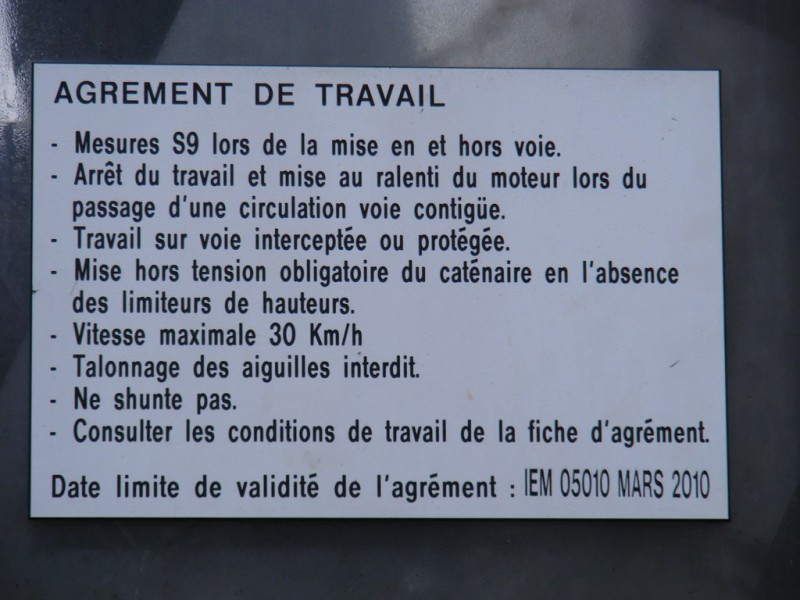 AGREMENT DE TRAVAIL
- Mesures S9 lors de la mise en et hors voie.
- Arrêt du travail et mise au ralenti du moteur lors du
passage d'une circulation voie contigüe.
- Travail sur voie interceptée ou protégée.
- Mise hors tension obligatoire du caténaire en l'absence
des limiteurs de hauteurs.
- Vitesse maximale 30 Km/h
- Talonnage des aiguilles interdit.
- Ne shunte pas.
- Consulter les conditions de travail de la fiche d'agrément.
Date limite de validité de l'agrément : IEM 05010 MARS 2010